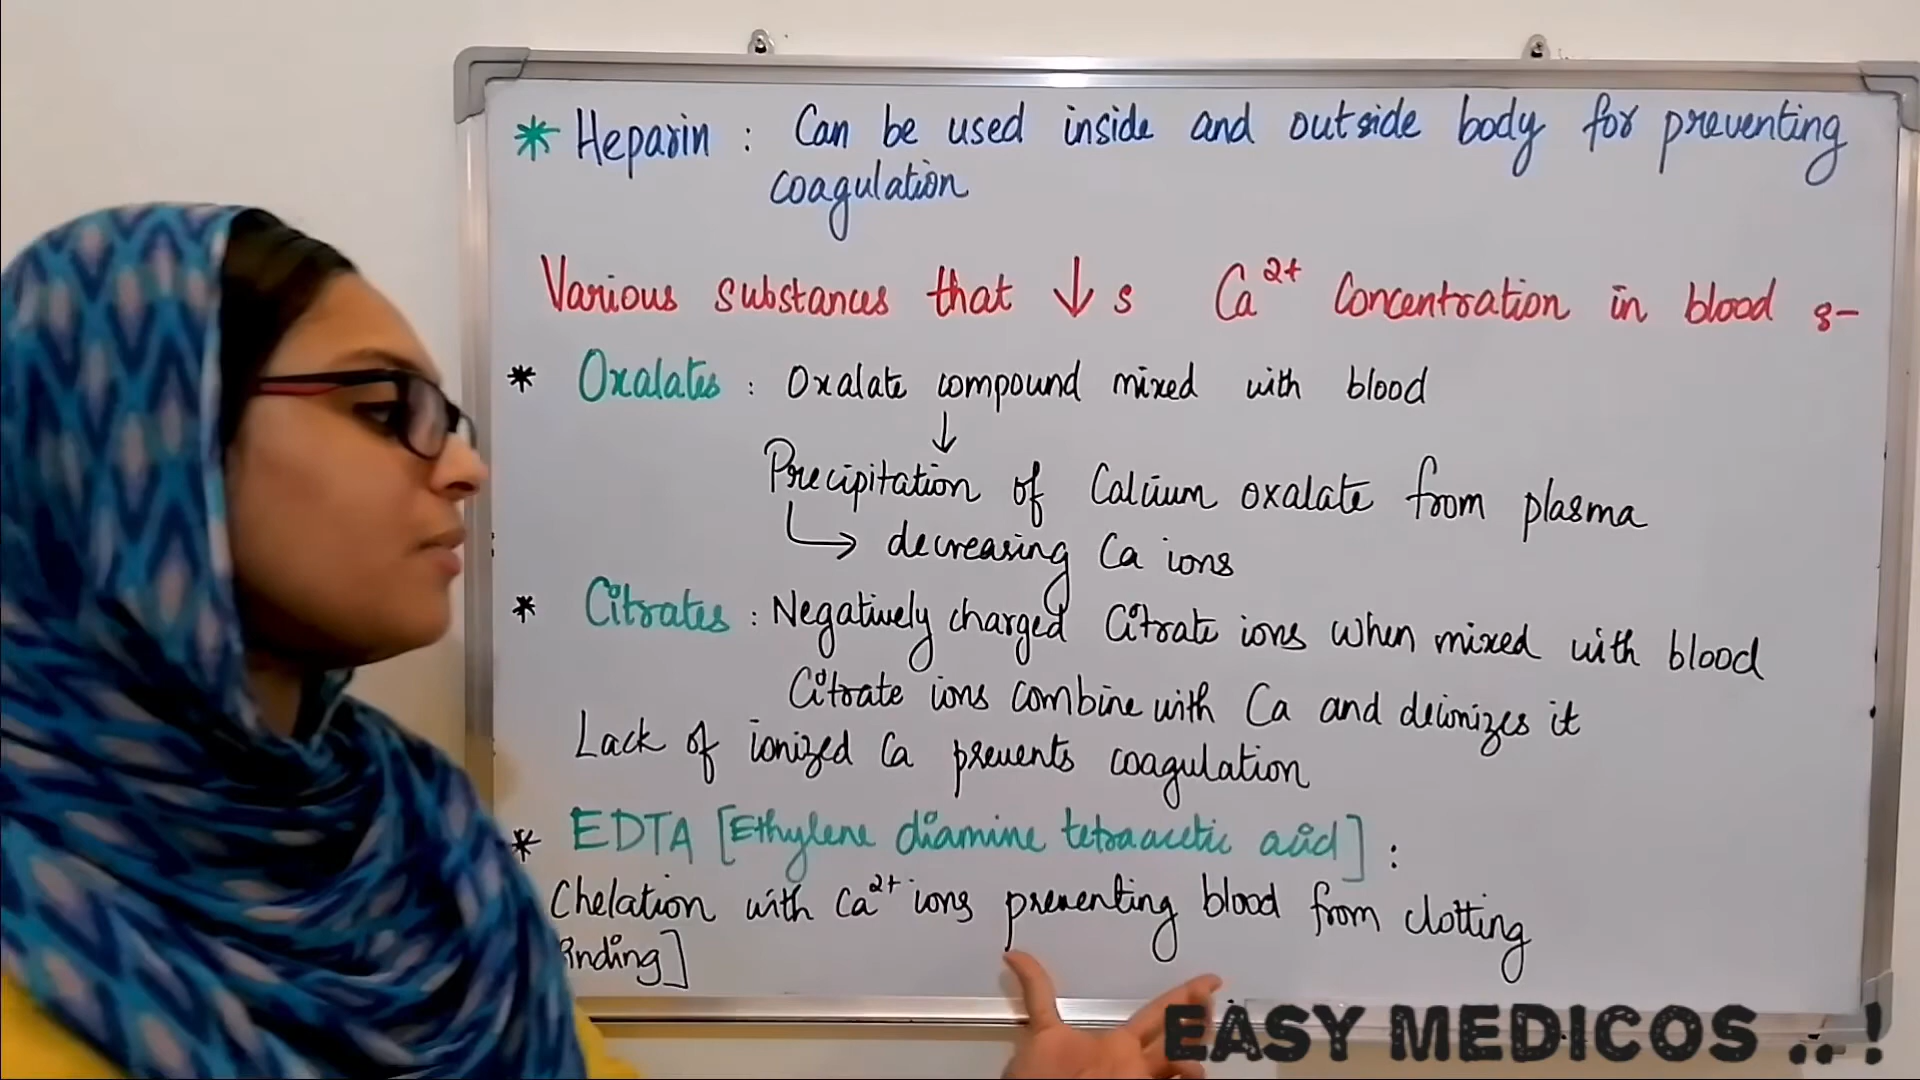 * Heparin : Can be used inside and outside body for preventing
coagulation
Various substances that ↓ s Ca2+ Concentration in blood :-
* Oxalates : Oxalate compound mixed with blood
↓
Precipitation of Calcium oxalate from plasma
↳ decreasing Ca ions
* Citrates : Negatively charged Citrate ions when mixed with blood
Citrate ions combine with Ca and deionizes it
Lack of ionized Ca prevents coagulation
* EDTA [Ethylene diamine tetraacetic acid] :
Chelation with Ca2+ ions preventing blood from clotting
inding]
EASY MEDICOS ..!